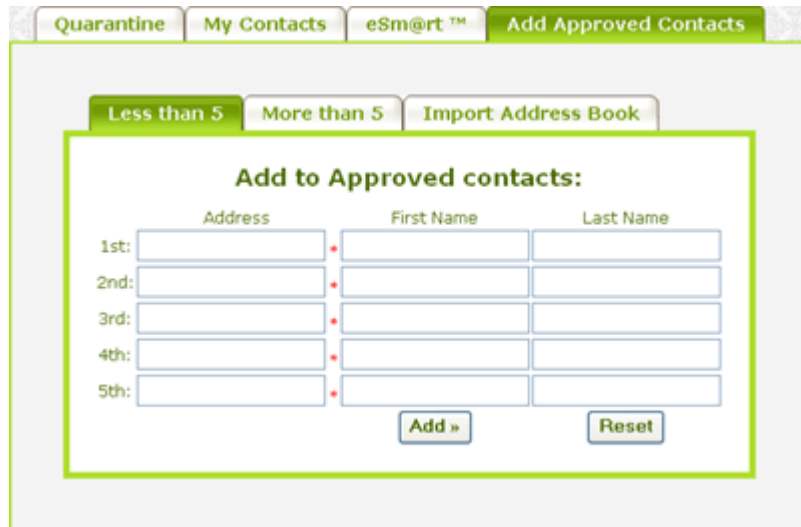 Quarantine My Contacts eSm@rt ™ Add Approved Contacts
Less than 5 More than 5 Import Address Book
Add to Approved contacts:
Address First Name Last Name
1st: *
2nd: *
3rd: *
4th: *
5th: *
Add » Reset